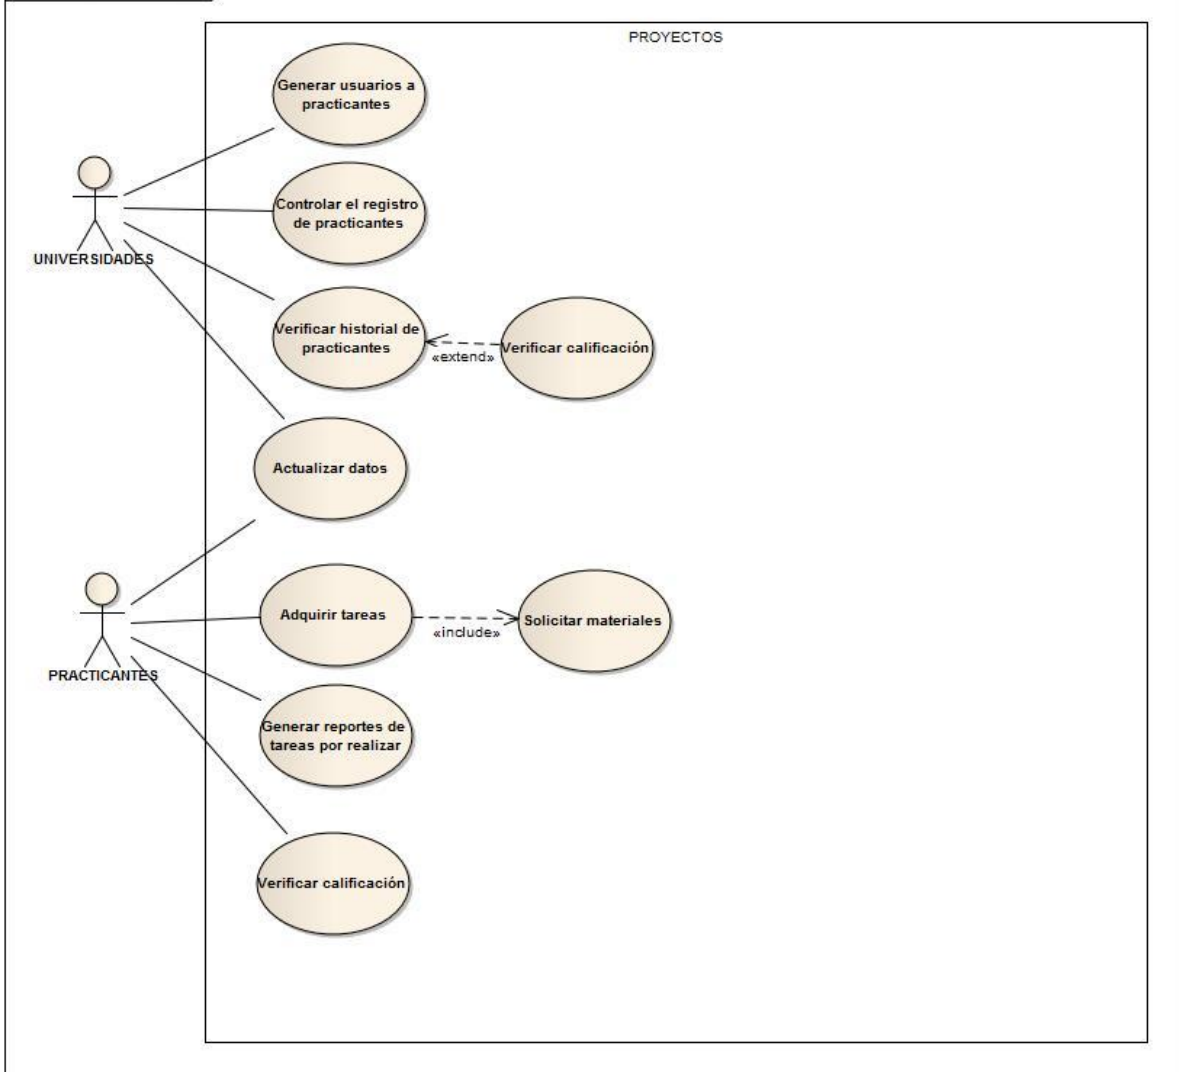 PROYECTOS
Generar usuarios a
practicantes
Controlar el registro
de practicantes
UNIVERSIDADES
Verificar historial de
practicantes
«extend»
Verificar calificación
Actualizar datos
PRACTICANTES
Adquirir tareas
«include»
Solicitar materiales
Generar reportes de
tareas por realizar
Verificar calificación